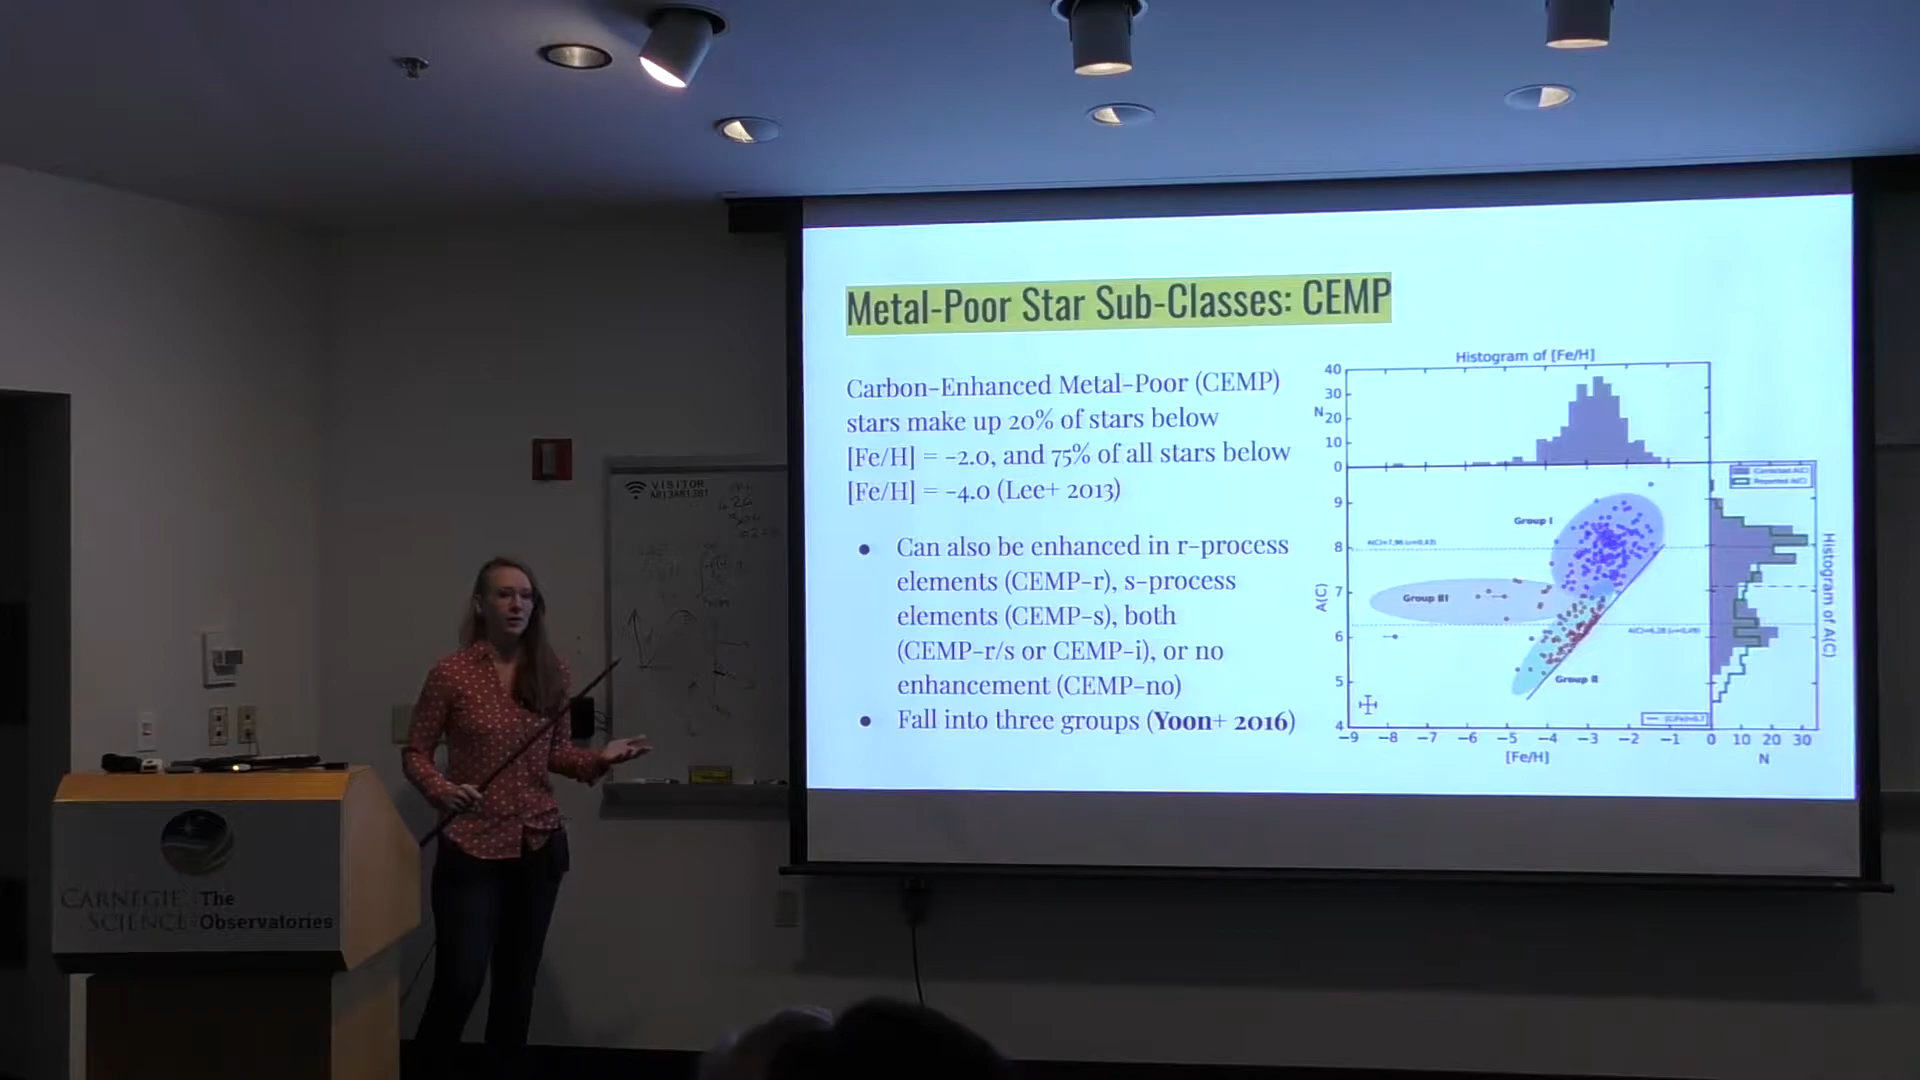 Metal-Poor Star Sub-Classes: CEMP
Carbon-Enhanced Metal-Poor (CEMP)
stars make up 20% of stars below
[Fe/H] = -2.0, and 75% of all stars below
[Fe/H] = -4.0 (Lee+ 2013)
● Can also be enhanced in r-process
elements (CEMP-r), s-process
elements (CEMP-s), both
(CEMP-r/s or CEMP-i), or no
enhancement (CEMP-no)
● Fall into three groups (Yoon+ 2016)
Histogram of [Fe/H]
40
30
N 20
10
0
Corrected A(C)
Reported A(C)
9
8
7
6
5
4
A(C)
Group I
Group III
Group II
-9 -8 -7 -6 -5 -4 -3 -2 -1 0 10 20 30
[Fe/H]
N
Histogram of A(C)
VISITOR
CARNEGIE The
SCIENCE Observatories